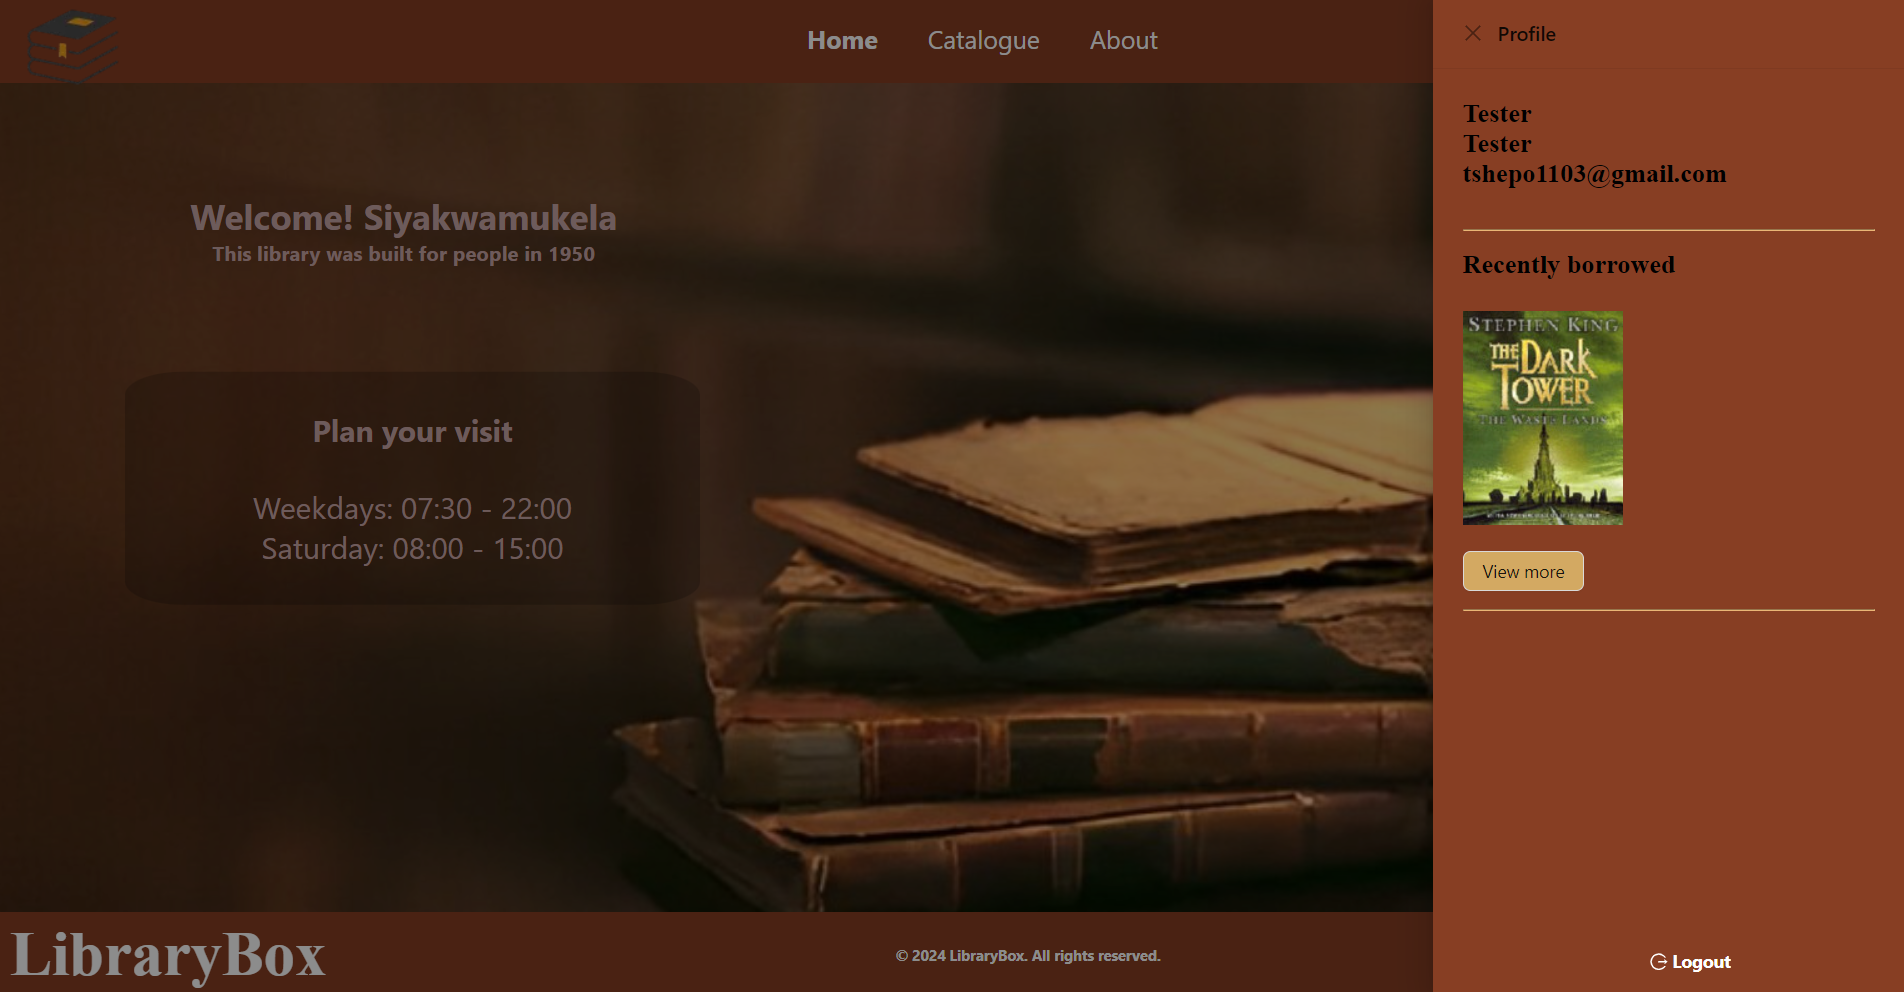 Home Catalogue About
Welcome! Siyakwamukela
This library was built for people in 1950
Plan your visit
Weekdays: 07:30 - 22:00
Saturday: 08:00 - 15:00
LibraryBox
© 2024 LibraryBox. All rights reserved.
Profile
Tester
Tester
tshepo1103@gmail.com
Recently borrowed
STEPHEN KING
THE DARK
TOWER
THE WASTE LANDS
View more
Logout